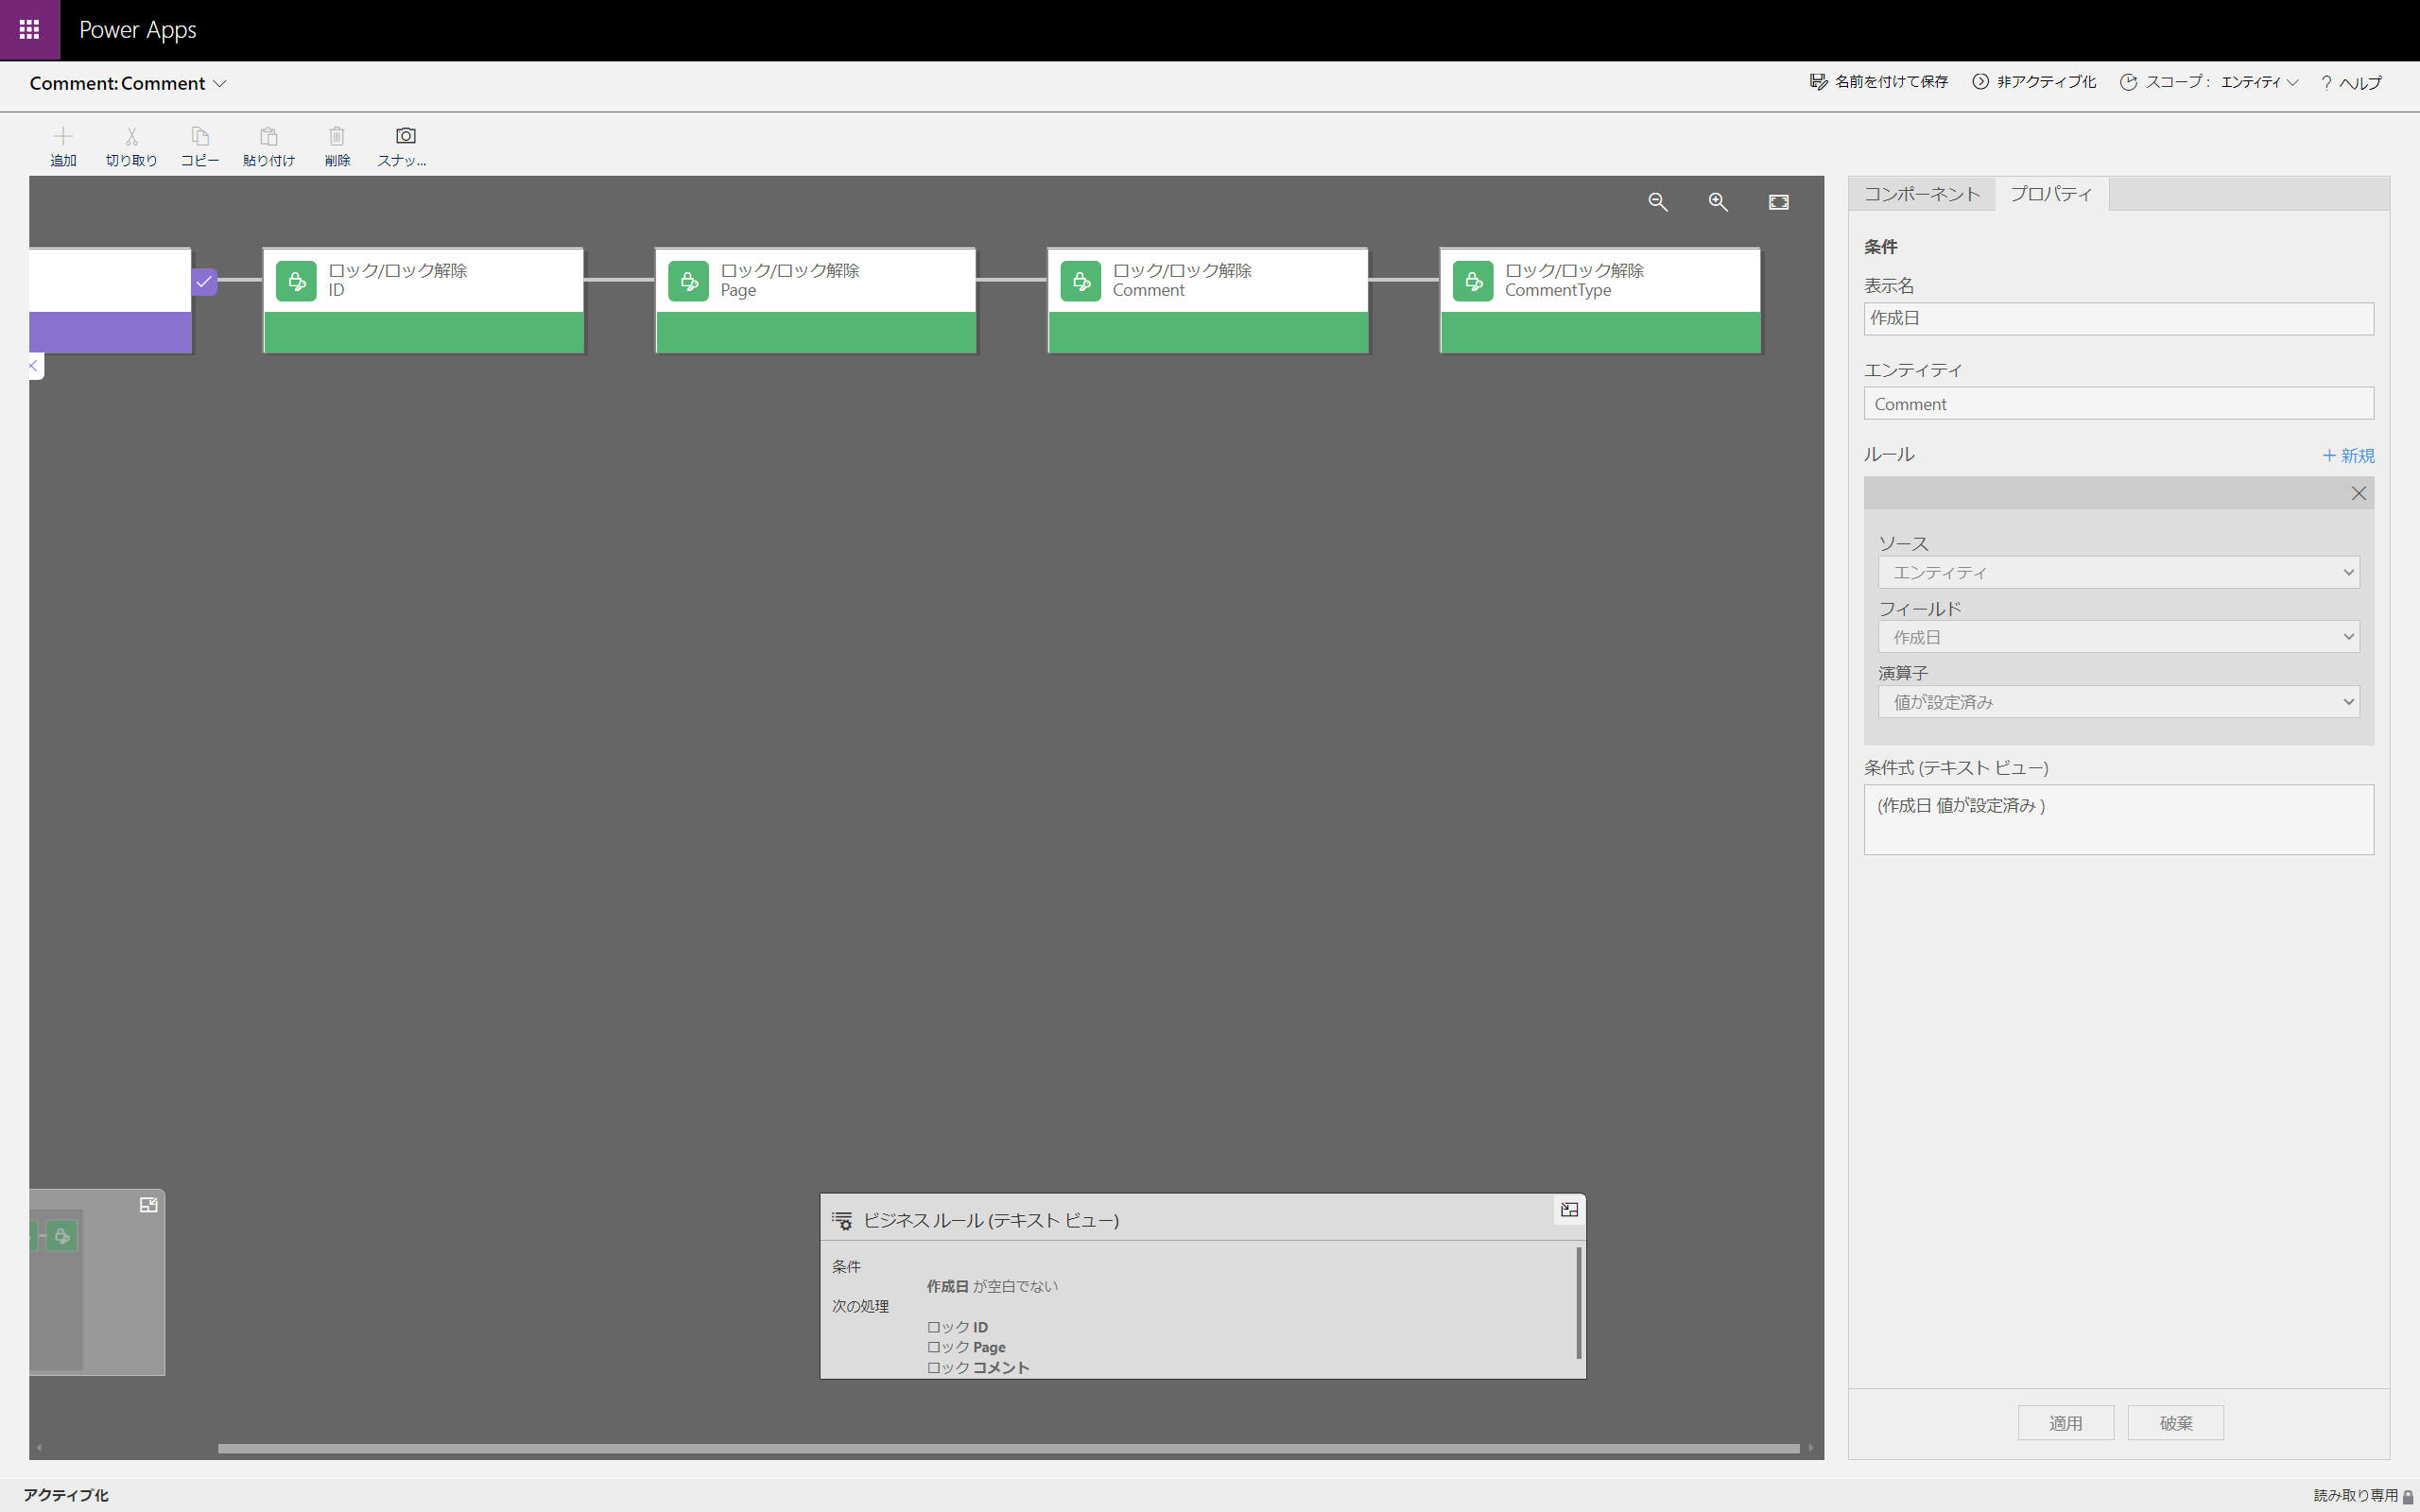 Power Apps
Comment: Comment
名前を付けて保存
非アクティブ化
スコープ: エンティティ
? ヘルプ
追加
切り取り
コピー
貼り付け
削除
スナッ...
ロック/ロック解除
ID
ロック/ロック解除
Page
ロック/ロック解除
Comment
ロック/ロック解除
CommentType
コンポーネント
プロパティ
条件
表示名
作成日
エンティティ
Comment
ルール
+ 新規
ソース
エンティティ
フィールド
作成日
演算子
値が設定済み
条件式 (テキスト ビュー)
(作成日 値が設定済み )
ビジネス ルール (テキスト ビュー)
条件
作成日 が空白でない
次の処理
ロック ID
ロック Page
ロック コメント
適用
破棄
アクティブ化
読み取り専用